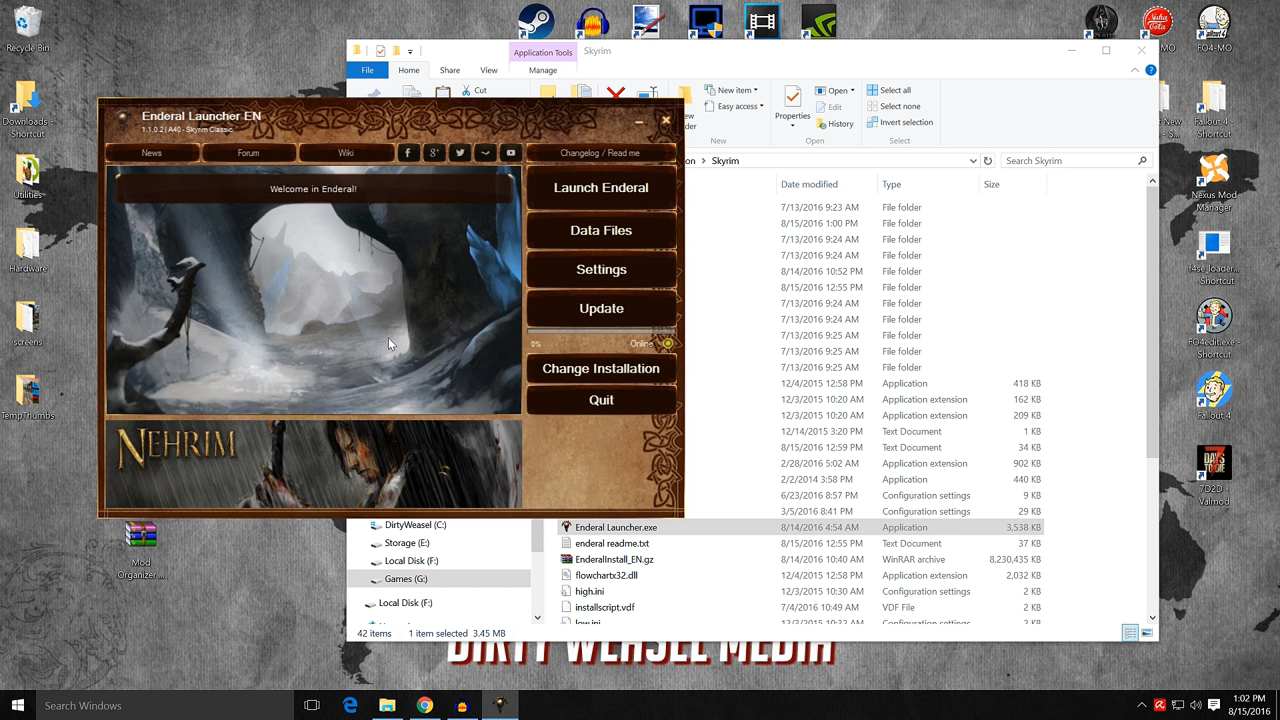 Recycle Bin
Downloads -
Shortcut
Utilities
Hardware
screens
TempThumbs
Mod
Organizer ...
Application Tools
Skyrim
File
Home
Share
View
Manage
Cut
New item
Easy access
New
Properties
Open
Edit
History
Open
Select all
Select none
Invert selection
Select
Skyrim
Search Skyrim
Date modified
Type
Size
7/13/2016 9:23 AM File folder
8/15/2016 1:00 PM File folder
7/13/2016 9:24 AM File folder
7/13/2016 9:24 AM File folder
8/14/2016 10:52 PM File folder
8/15/2016 12:55 PM File folder
7/13/2016 9:24 AM File folder
7/13/2016 9:24 AM File folder
7/13/2016 9:25 AM File folder
7/13/2016 9:25 AM File folder
7/13/2016 9:25 AM File folder
12/4/2015 12:58 PM Application 418 KB
12/3/2015 10:20 AM Application extension 162 KB
12/3/2015 10:20 AM Application extension 209 KB
12/14/2015 3:20 PM Text Document 1 KB
8/15/2016 12:59 PM Text Document 34 KB
2/28/2016 5:02 AM Application extension 902 KB
2/2/2014 3:58 PM Application 440 KB
6/23/2016 8:57 PM Configuration settings 9 KB
3/5/2016 8:41 PM Configuration settings 29 KB
Enderal Launcher.exe 8/14/2016 4:54 AM Application 3,538 KB
enderal readme.txt 8/15/2016 12:55 PM Text Document 37 KB
EnderalInstall_EN.gz 8/14/2016 10:40 AM WinRAR archive 8,230,435 KB
flowchartx32.dll 12/4/2015 12:58 PM Application extension 2,032 KB
high.ini 12/3/2015 10:30 AM Configuration settings 2 KB
installscript.vdf 7/4/2016 10:49 AM VDF File 2 KB
DirtyWeasel (C:)
Storage (E:)
Local Disk (F:)
Games (G:)
Local Disk (F:)
42 items 1 item selected 3.45 MB
Enderal Launcher EN
1.1.0.2 | A40 - Skyrim Classic
News
Forum
Wiki
Changelog / Read me
Welcome in Enderal!
Launch Enderal
Data Files
Settings
Update
0% Online
Change Installation
Quit
NEHRIM
Fallout 4 -
Shortcut
Nexus Mod
Manager
f4se_loader...
- Shortcut
FO4edit.exe
- Shortcut
Fallout 4
7D2D -
Valmod
FO4-MO
DIRTY WEASEL MEDIA
Search Windows
1:02 PM
8/15/2016